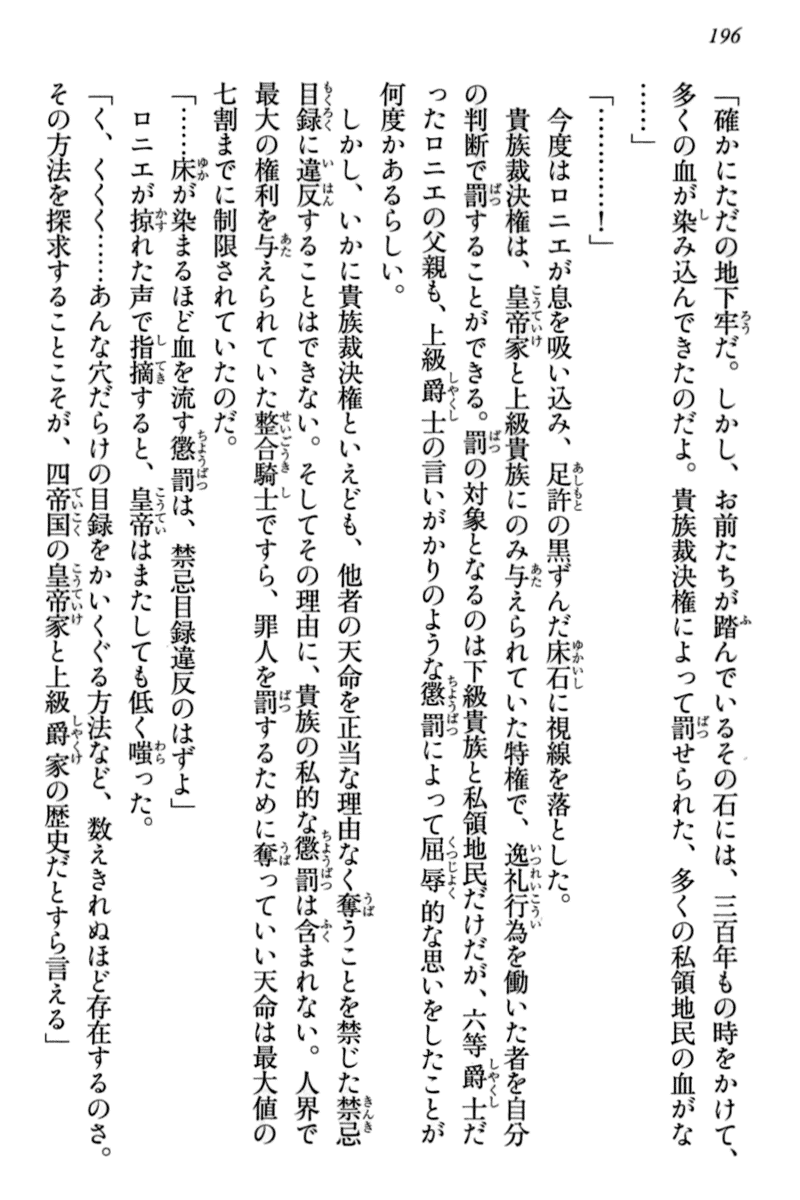 196
「確かにただの地下牢だ。しかし、お前たちが踏んでいるその石には、三百年もの時をかけて、
多くの血が染み込んできたのだよ。貴族裁決権によって罰せられた、多くの私領地民の血がな
……」
「…………！」
今度はロニエが息を吸い込み、足許の黒ずんだ床石に視線を落とした。
貴族裁決権は、皇帝家と上級貴族にのみ与えられていた特権で、逸礼行為を働いた者を自分
の判断で罰することができる。罰の対象となるのは下級貴族と私領地民だけだが、六等爵士だ
ったロニエの父親も、上級爵士の言いがかりのような懲罰によって屈辱的な思いをしたことが
何度かあるらしい。
しかし、いかに貴族裁決権といえども、他者の天命を正当な理由なく奪うことを禁じた禁忌
目録に違反することはできない。そしてその理由に、貴族の私的な懲罰は含まれない。人界で
最大の権利を与えられていた整合騎士ですら、罪人を罰するために奪っていい天命は最大値の
七割までに制限されていたのだ。
「……床が染まるほど血を流す懲罰は、禁忌目録違反のはずよ」
ロニエが掠れた声で指摘すると、皇帝はまたしても低く嗤った。
「く、くくく……あんな穴だらけの目録をかいくぐる方法など、数えきれぬほど存在するのさ。
その方法を探求することこそが、四帝国の皇帝家と上級爵家の歴史だとすら言える」